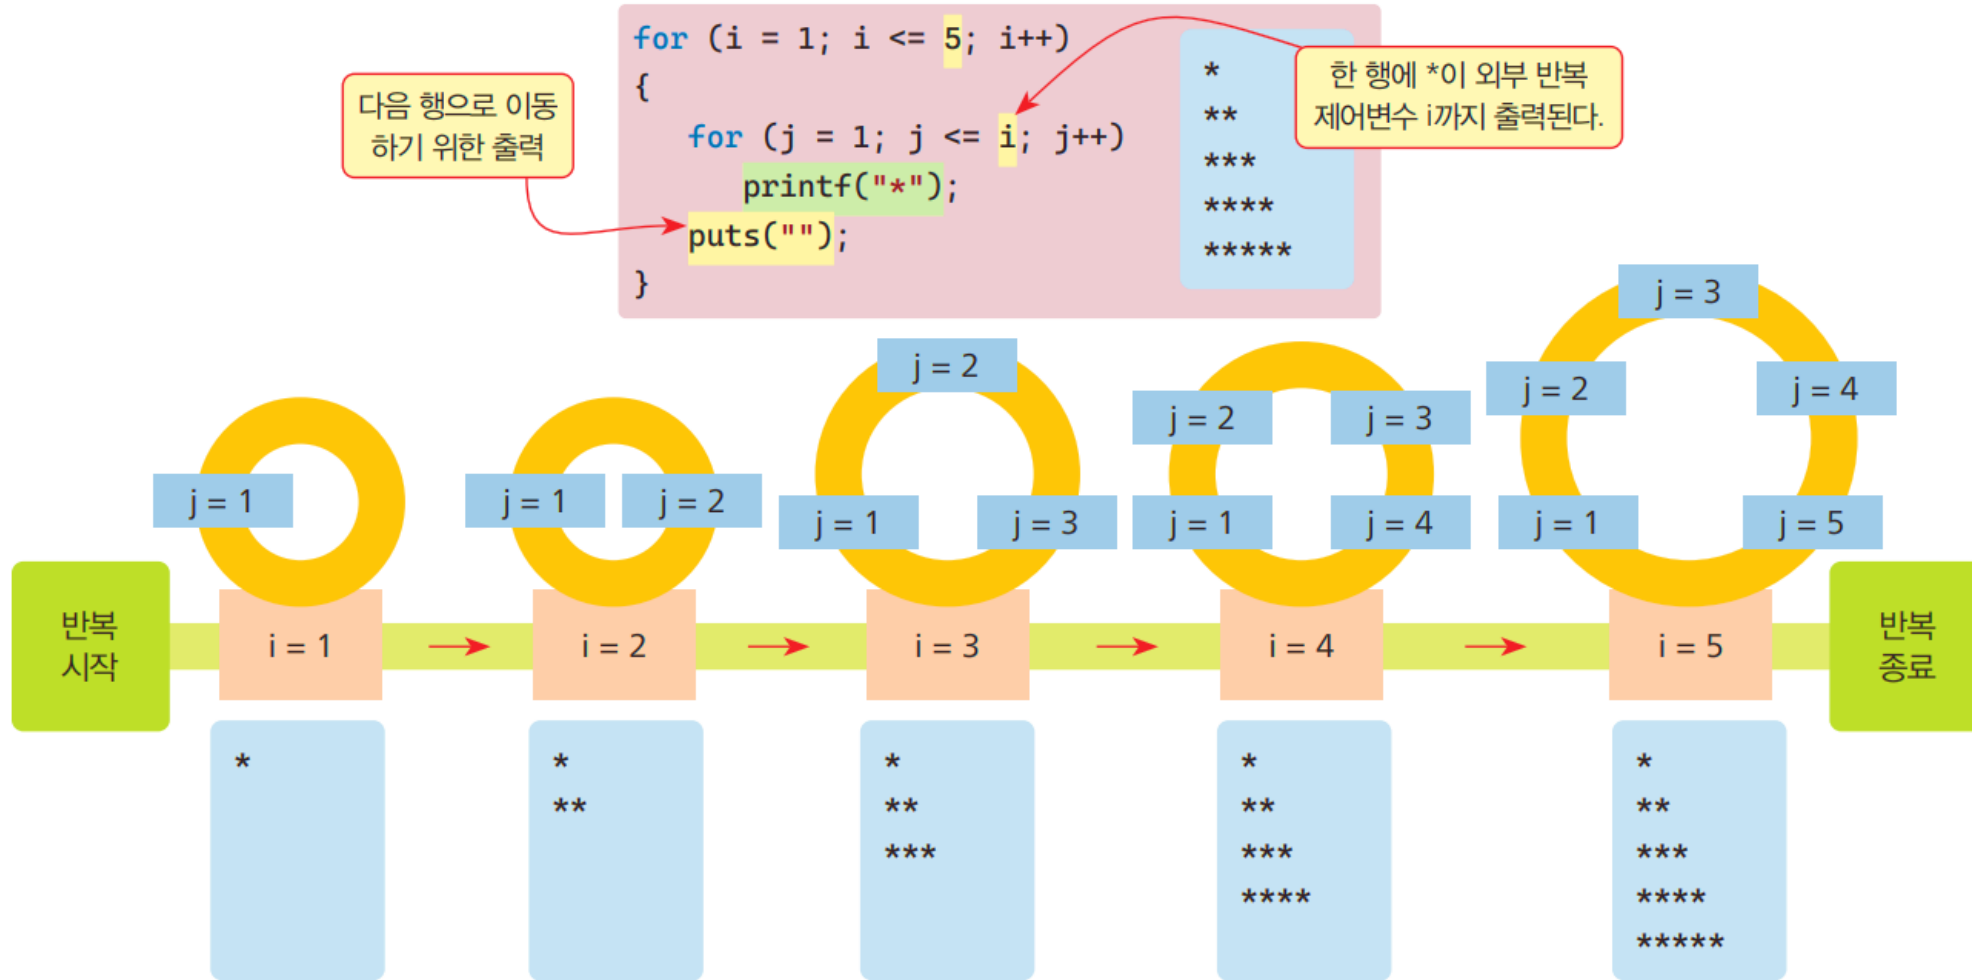 for (i = 1; i <= 5; i++)
{
for (j = 1; j <= i; j++)
printf("*");
puts("");
}
다음 행으로 이동
하기 위한 출력
*
**
***
****
*****
한 행에 *이 외부 반복
제어변수 i까지 출력된다.
j = 1
j = 1
j = 2
j = 2
j = 1
j = 3
j = 2
j = 3
j = 1
j = 4
j = 3
j = 2
j = 4
j = 1
j = 5
반복
시작
i = 1
i = 2
i = 3
i = 4
i = 5
반복
종료
*
*
**
*
**
***
*
**
***
****
*
**
***
****
*****